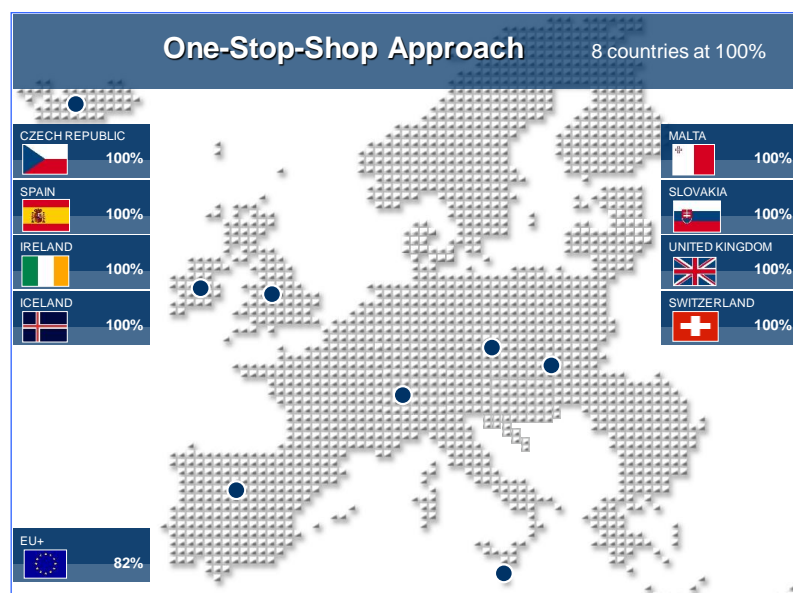 One-Stop-Shop Approach 8 countries at 100%
CZECH REPUBLIC
100%
SPAIN
100%
IRELAND
100%
ICELAND
100%
MALTA
100%
SLOVAKIA
100%
UNITED KINGDOM
100%
SWITZERLAND
100%
EU+
82%